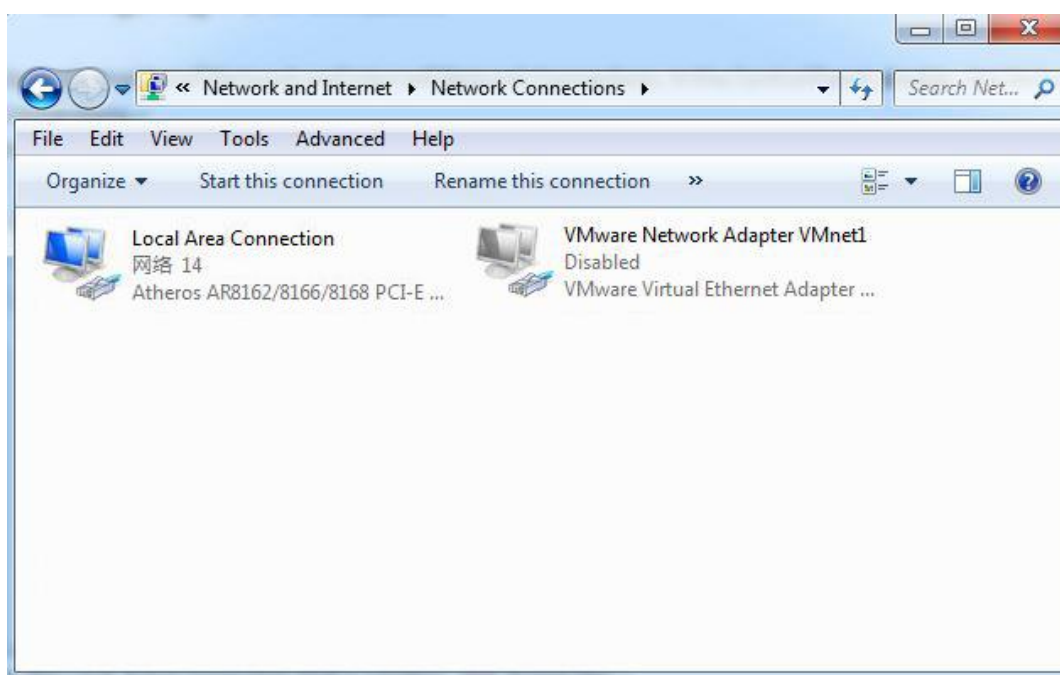 « Network and Internet ▸ Network Connections ▸
Search Net...
File Edit View Tools Advanced Help
Organize Start this connection Rename this connection »
Local Area Connection
网络 14
Atheros AR8162/8166/8168 PCI-E ...
VMware Network Adapter VMnet1
Disabled
VMware Virtual Ethernet Adapter ...